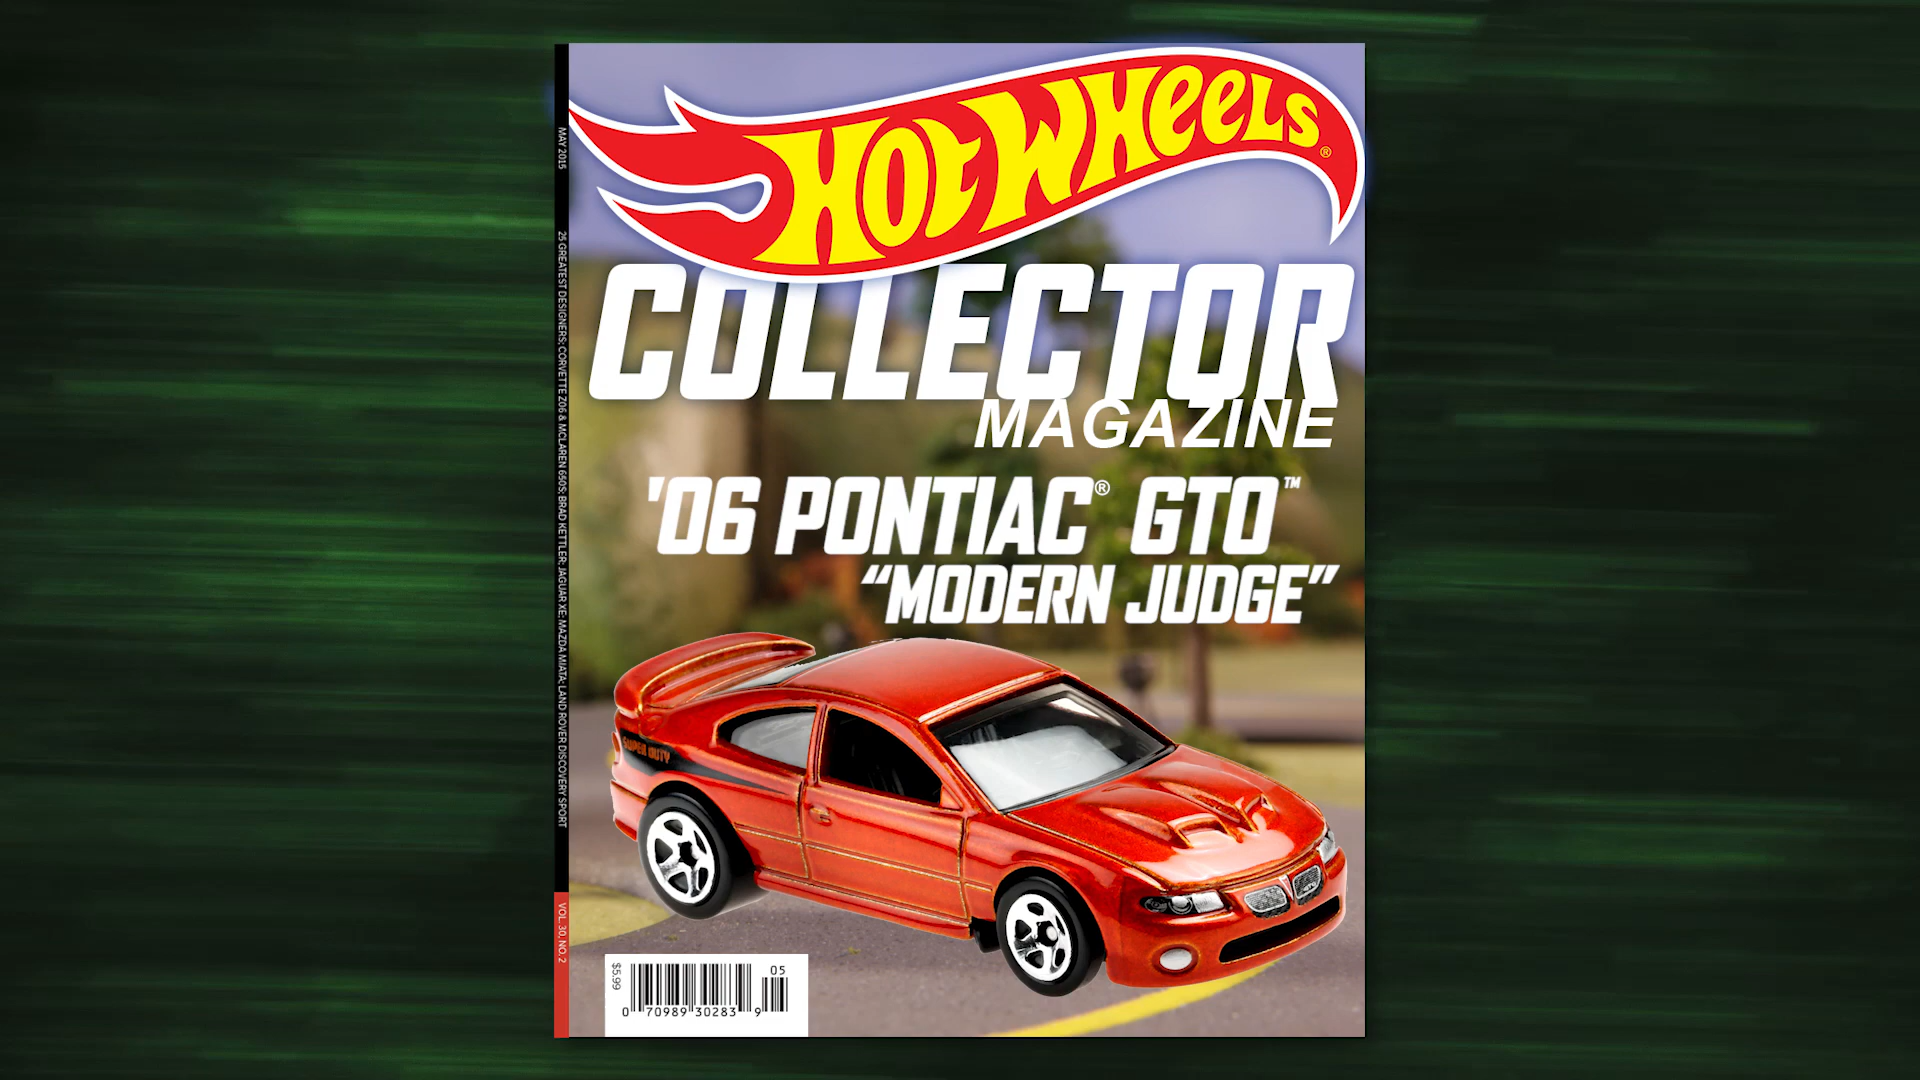 HOT WHEELS®
COLLECTOR
MAGAZINE
'06 PONTIAC® GTO™
"MODERN JUDGE"
SUPER DUTY
MAY 2015
25 GREATEST DESIGNERS; CORVETTE Z06 & MCLAREN 650S; BRAD KETTLER; JAGUAR XE; MAZDA MIATA; LAND ROVER DISCOVERY SPORT
VOL. 30, NO. 2
$5.99
05
0 70989 30283 9